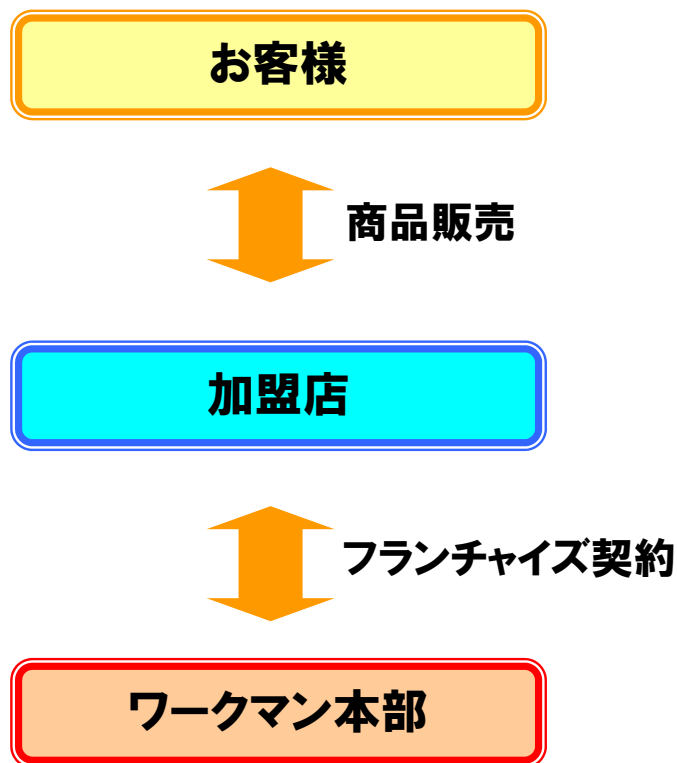 お客様
商品販売
加盟店
フランチャイズ契約
ワークマン本部